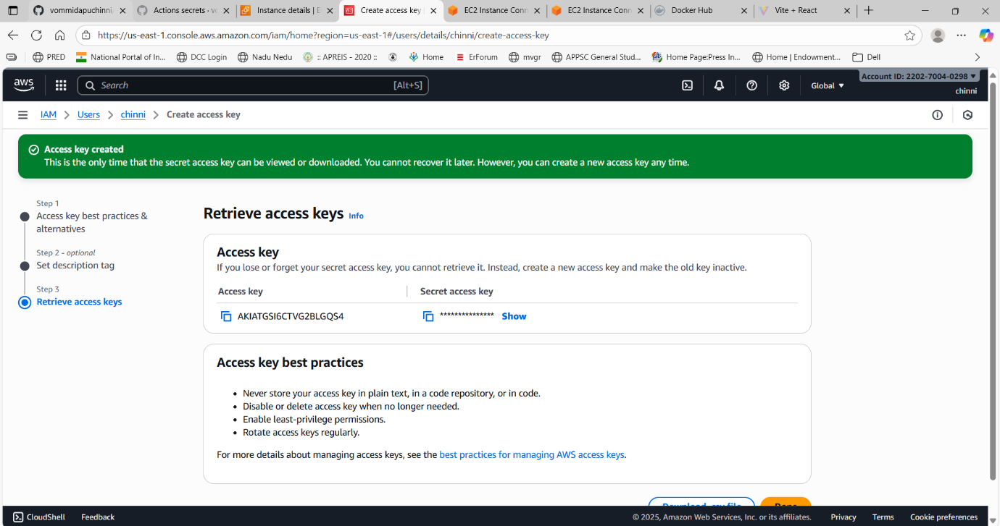 vommidapuchinni/
Actions secrets · vo
Instance details | E
Create access key
EC2 Instance Conn
EC2 Instance Conn
Docker Hub
Vite + React
https://us-east-1.console.aws.amazon.com/iam/home?region=us-east-1#/users/details/chinni/create-access-key
PRED
National Portal of In...
DCC Login
Nadu Nedu
:: APREIS - 2020 ::
Home
ErForum
mvgr
APPSC General Stud...
Home Page:Press In...
Home | Endowment...
Dell
aws
Search
[Alt+S]
Global ▼
Account ID: 2202-7004-0298 ▼
chinni
IAM > Users > chinni > Create access key
Access key created
This is the only time that the secret access key can be viewed or downloaded. You cannot recover it later. However, you can create a new access key any time.
Step 1
Access key best practices &
alternatives
Step 2 - optional
Set description tag
Step 3
Retrieve access keys
Retrieve access keys Info
Access key
If you lose or forget your secret access key, you cannot retrieve it. Instead, create a new access key and make the old key inactive.
Access key
Secret access key
AKIATGSI6CTVG2BLGQS4
*************** Show
Access key best practices
• Never store your access key in plain text, in a code repository, or in code.
• Disable or delete access key when no longer needed.
• Enable least-privilege permissions.
• Rotate access keys regularly.
For more details about managing access keys, see the best practices for managing AWS access keys.
Download .csv file
Done
CloudShell
Feedback
© 2025, Amazon Web Services, Inc. or its affiliates.
Privacy
Terms
Cookie preferences